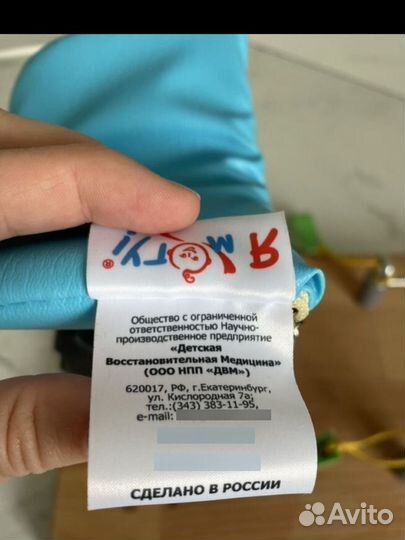 Я МОГУ! ®
Общество с ограниченной
ответственностью Научно-
производственное предприятие
«Детская
Восстановительная Медицина»
(ООО НПП «ДВМ»)
620017, РФ, г.Екатеринбург,
ул. Кислородная 7а;
тел.:(343) 383-11-95,
e-mail:
СДЕЛАНО В РОССИИ
Avito